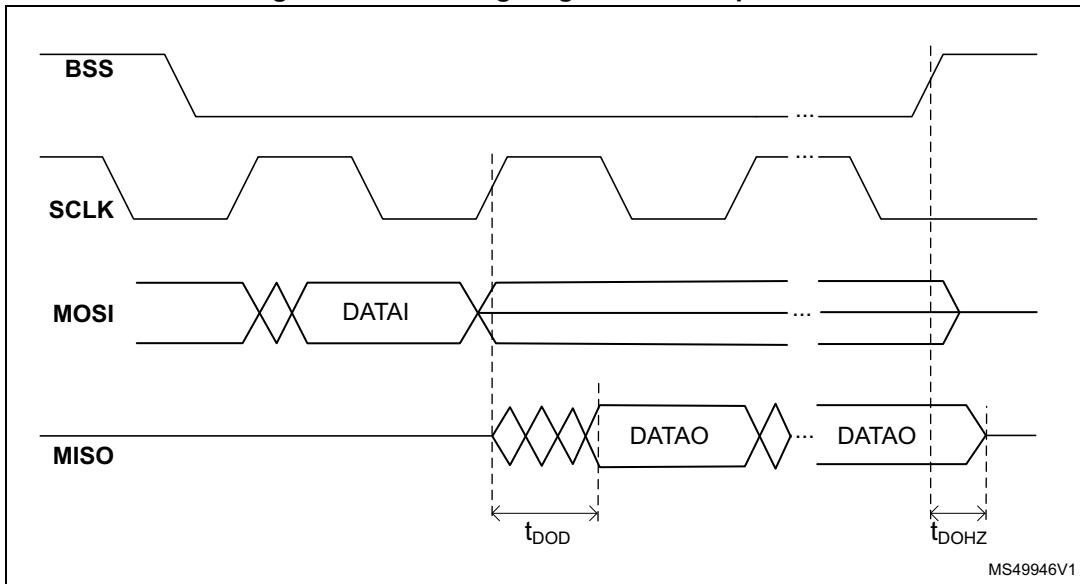 BSS
...
...
SCLK
MOSI
DATAI
...
MISO
DATAO
...
DATAO
tDOD
tDOHZ
MS49946V1